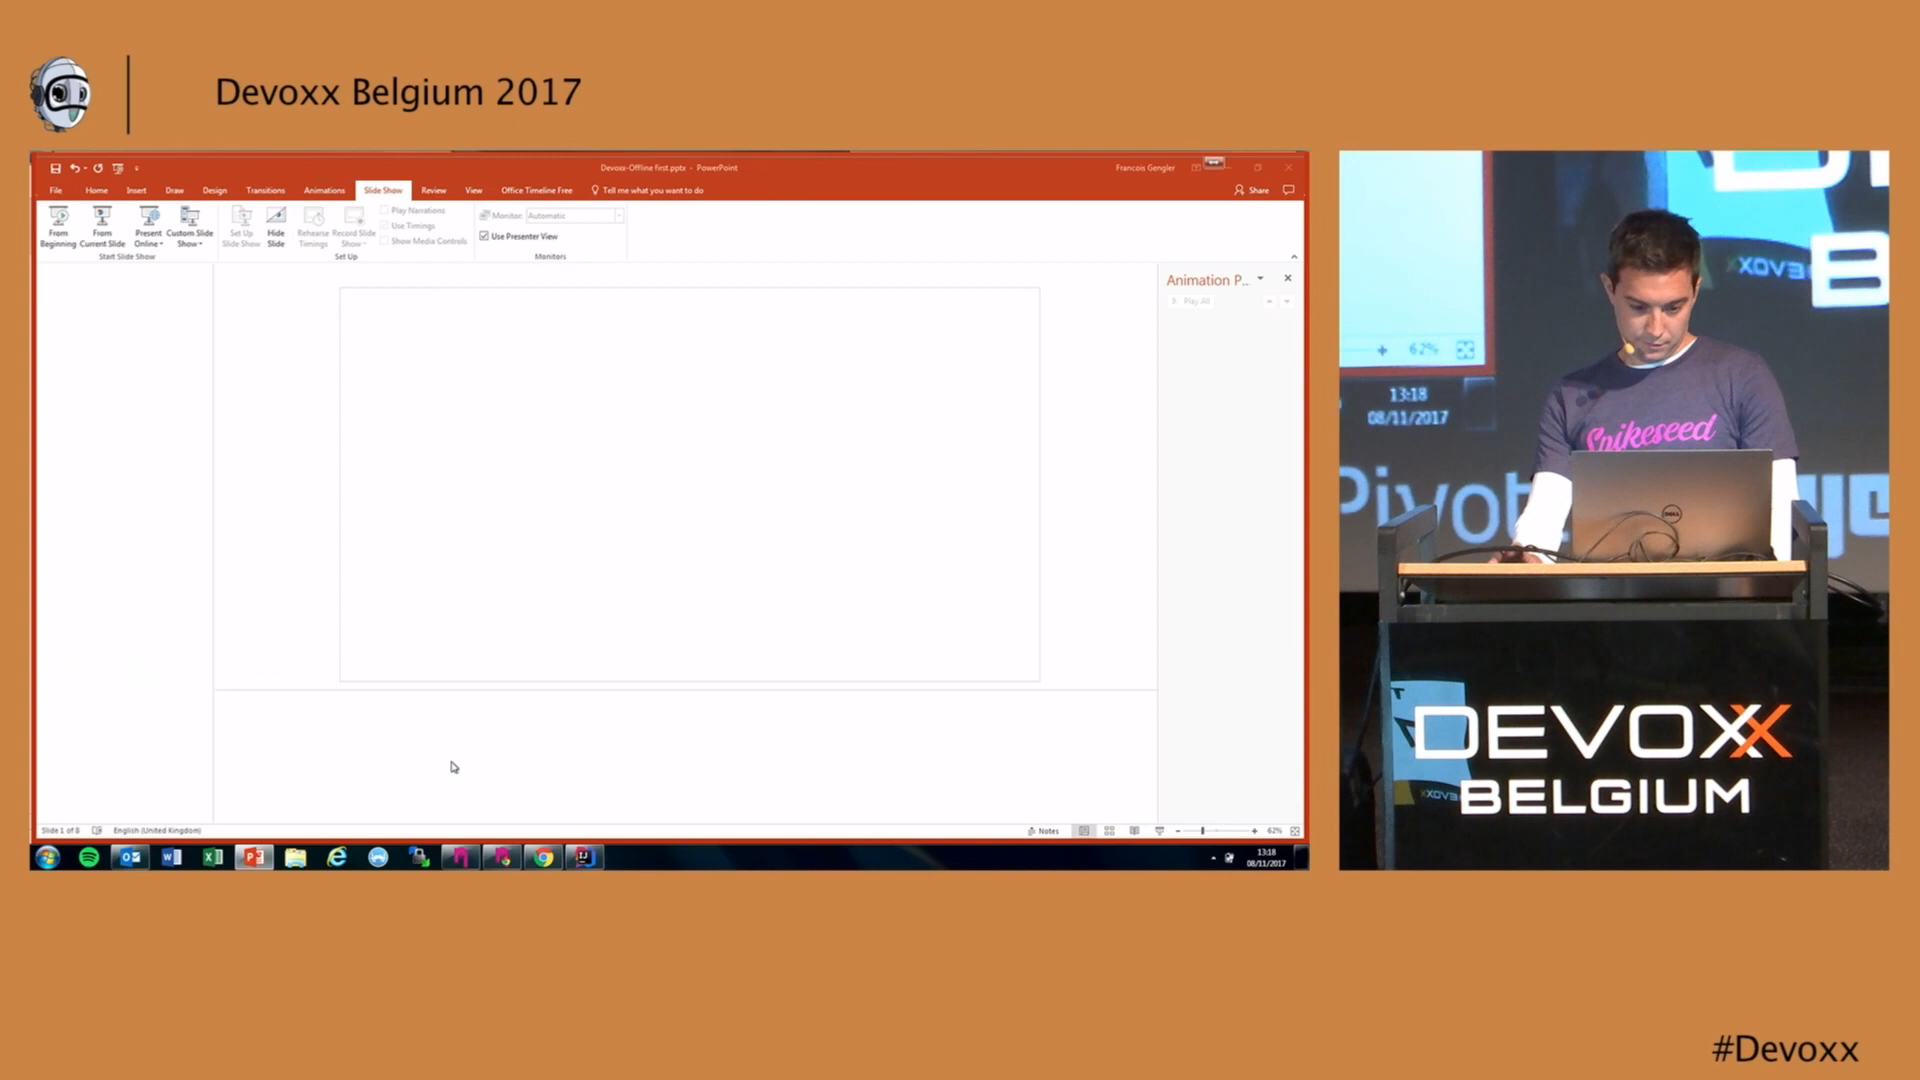 Devoxx Belgium 2017
Devoxx-Offline first.pptx - PowerPoint
Francois Gengler
File Home Insert Draw Design Transitions Animations Slide Show Review View Office Timeline Free Tell me what you want to do
Share
From Beginning
From Current Slide
Present Online
Custom Slide Show
Set Up Slide Show
Hide Slide
Rehearse Timings
Record Slide Show
Play Narrations
Use Timings
Show Media Controls
Monitor: Automatic
Use Presenter View
Start Slide Show
Set Up
Monitors
Animation P...
Play All
Slide 1 of 8
English (United Kingdom)
Notes
62%
13:18
08/11/2017
D
B
DEVOXX
62%
13:18
08/11/2017
Spikeseed
Pivot
DELL
DEVOXX
BELGIUM
#Devoxx